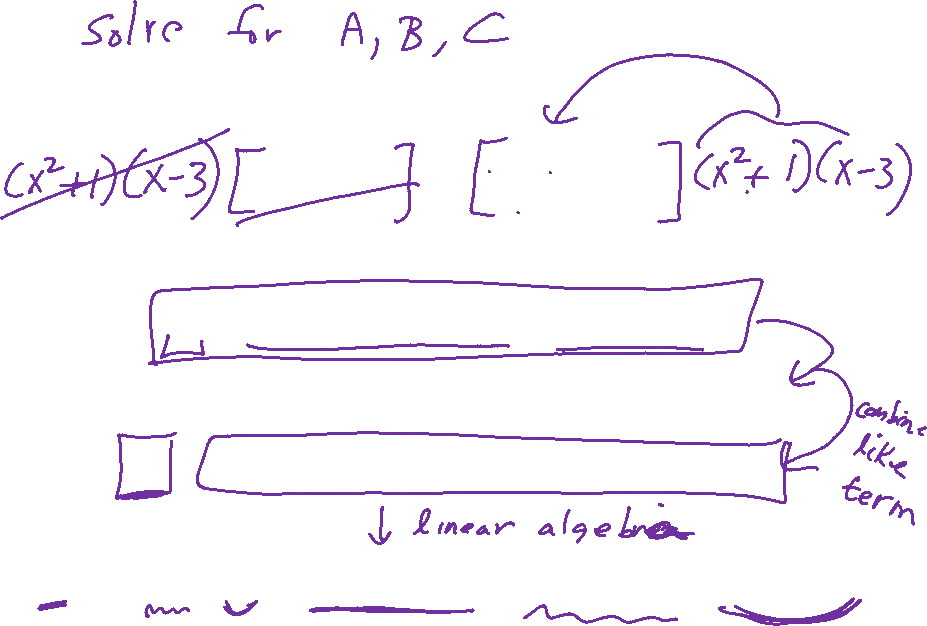 Solve for A, B, C
(x²+1)(x-3)[ ] [ ](x²+1)(x-3)
combine
like
term
linear algebra